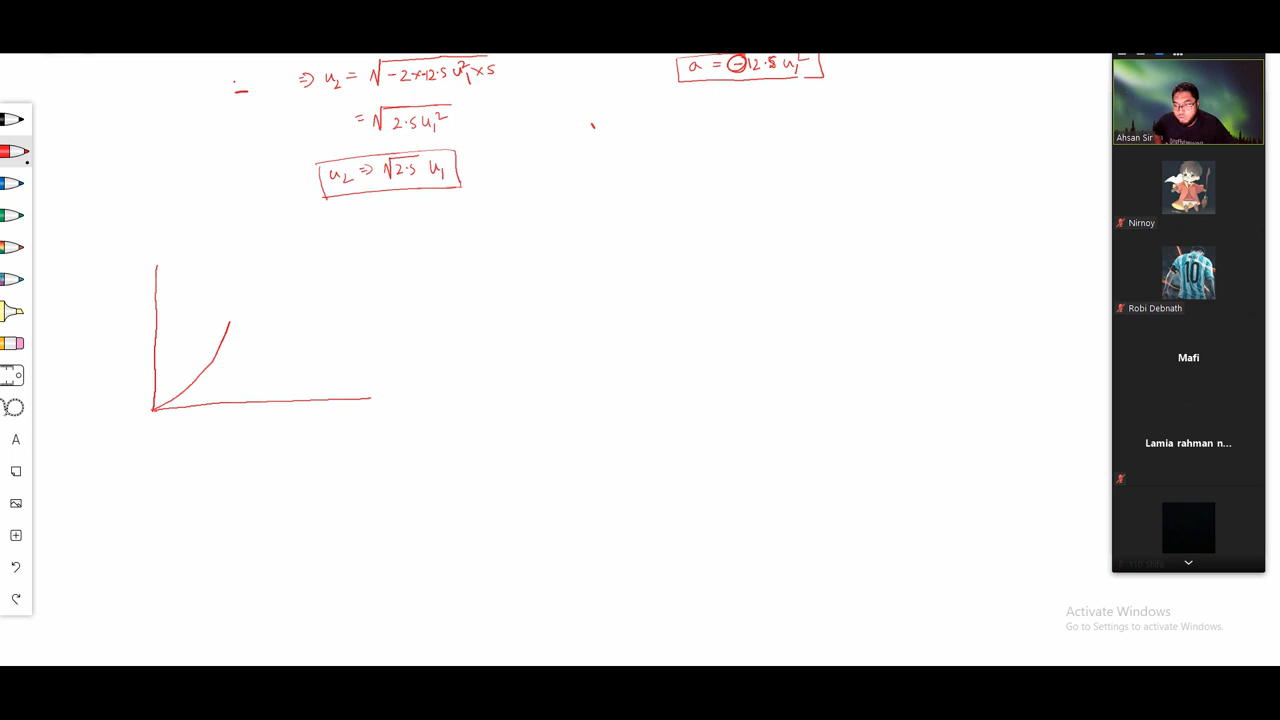 ⇒ u₂ = √-2×-12.5 u₁² × 5
= √2.5 u₁²
u₂ ⇒ √2.5 u₁
a = -12.5 u₁²
Ahsan Sir
Nirnoy
10
Robi Debnath
Mafi
Lamia rahman n...
A
Activate Windows
Go to Settings to activate Windows.